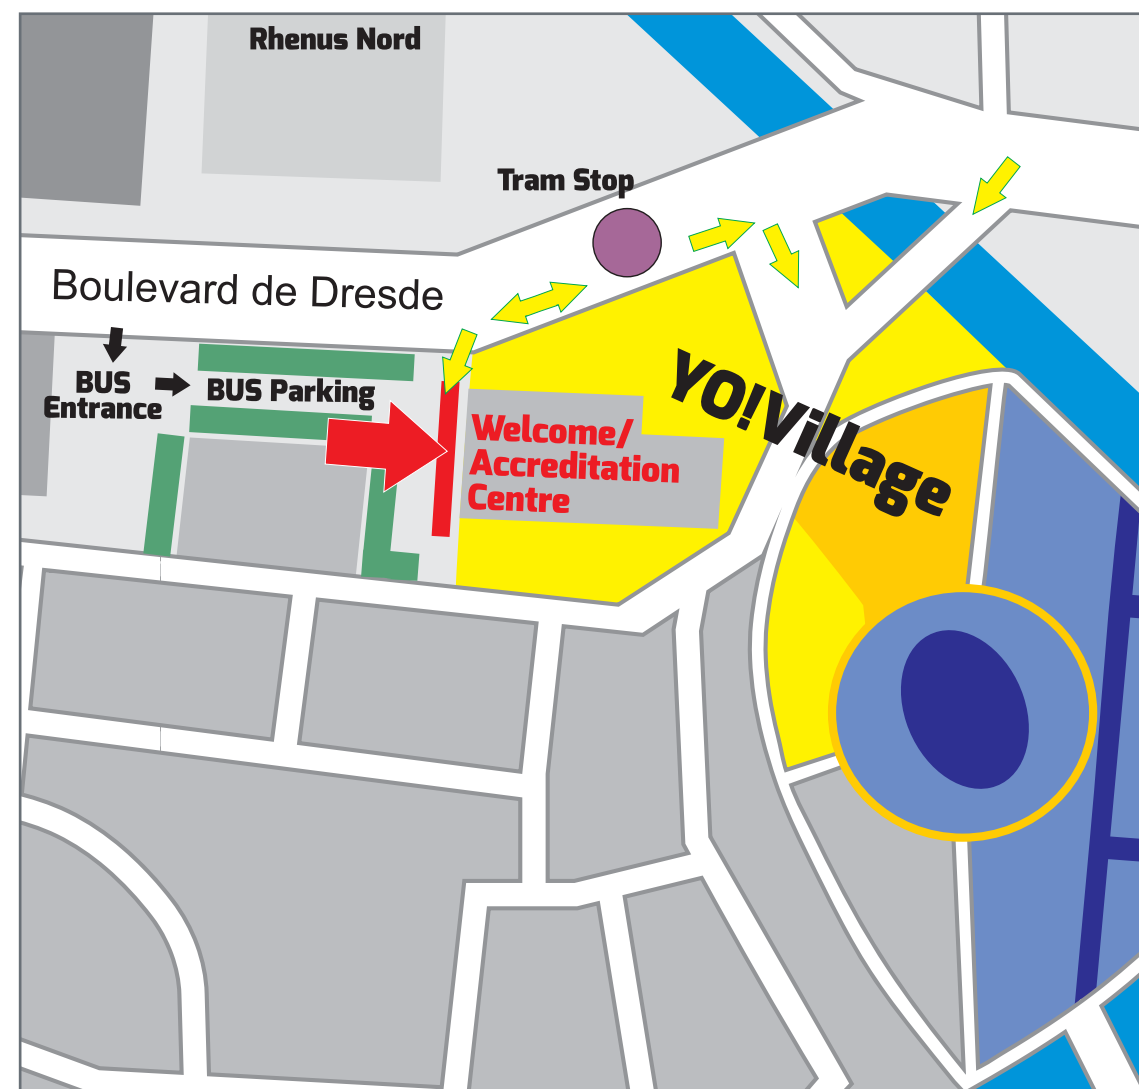 Rhenus Nord
Tram Stop
Boulevard de Dresde
BUS
Entrance
BUS Parking
YO!Village
Welcome/
Accreditation
Centre